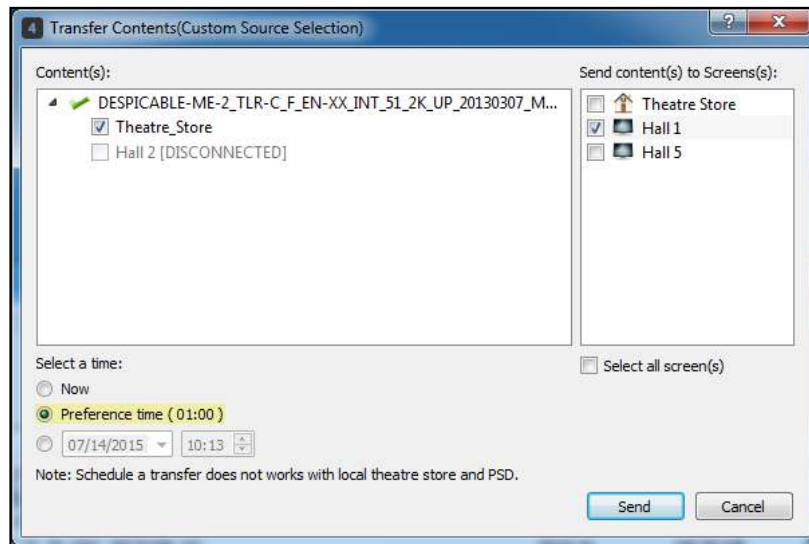 4 Transfer Contents(Custom Source Selection)
Content(s):
DESPICABLE-ME-2_TLR-C_F_EN-XX_INT_51_2K_UP_20130307_M...
Theatre_Store
Hall 2 [DISCONNECTED]
Send content(s) to Screens(s):
Theatre Store
Hall 1
Hall 5
Select all screen(s)
Select a time:
Now
Preference time ( 01:00 )
07/14/2015 10:13
Note: Schedule a transfer does not works with local theatre store and PSD.
Send Cancel